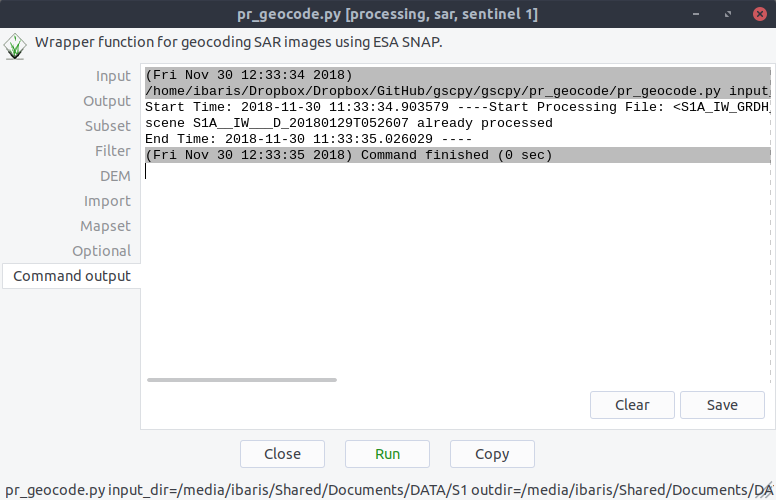 pr_geocode.py [processing, sar, sentinel 1]
Wrapper function for geocoding SAR images using ESA SNAP.
Input
Output
Subset
Filter
DEM
Import
Mapset
Optional
Command output
(Fri Nov 30 12:33:34 2018)
/home/ibaris/Dropbox/Dropbox/GitHub/gscpy/gscpy/pr_geocode/pr_geocode.py input_
Start Time: 2018-11-30 11:33:34.903579 ----Start Processing File: <S1A_IW_GRDH_
scene S1A__IW___D_20180129T052607 already processed
End Time: 2018-11-30 11:33:35.026029 ----
(Fri Nov 30 12:33:35 2018) Command finished (0 sec)
Clear
Save
Close
Run
Copy
pr_geocode.py input_dir=/media/ibaris/Shared/Documents/DATA/S1 outdir=/media/ibaris/Shared/Documents/DA